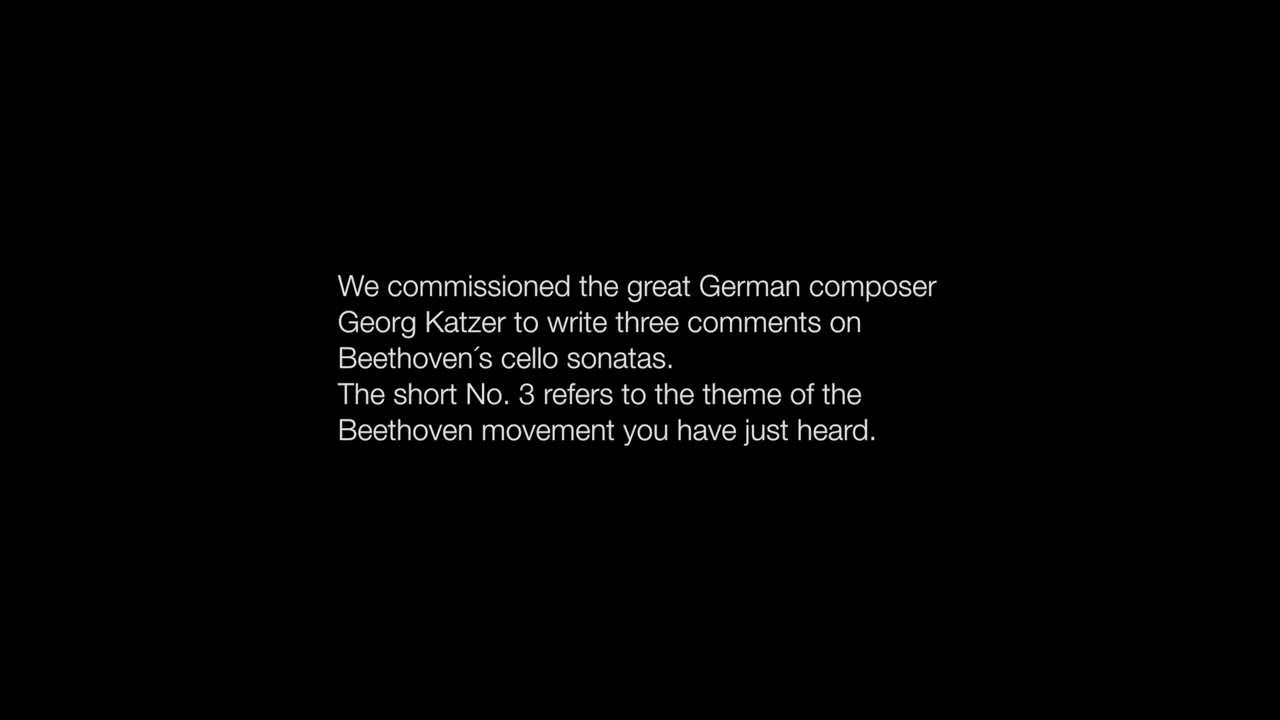 We commissioned the great German composer
Georg Katzer to write three comments on
Beethoven´s cello sonatas.
The short No. 3 refers to the theme of the
Beethoven movement you have just heard.